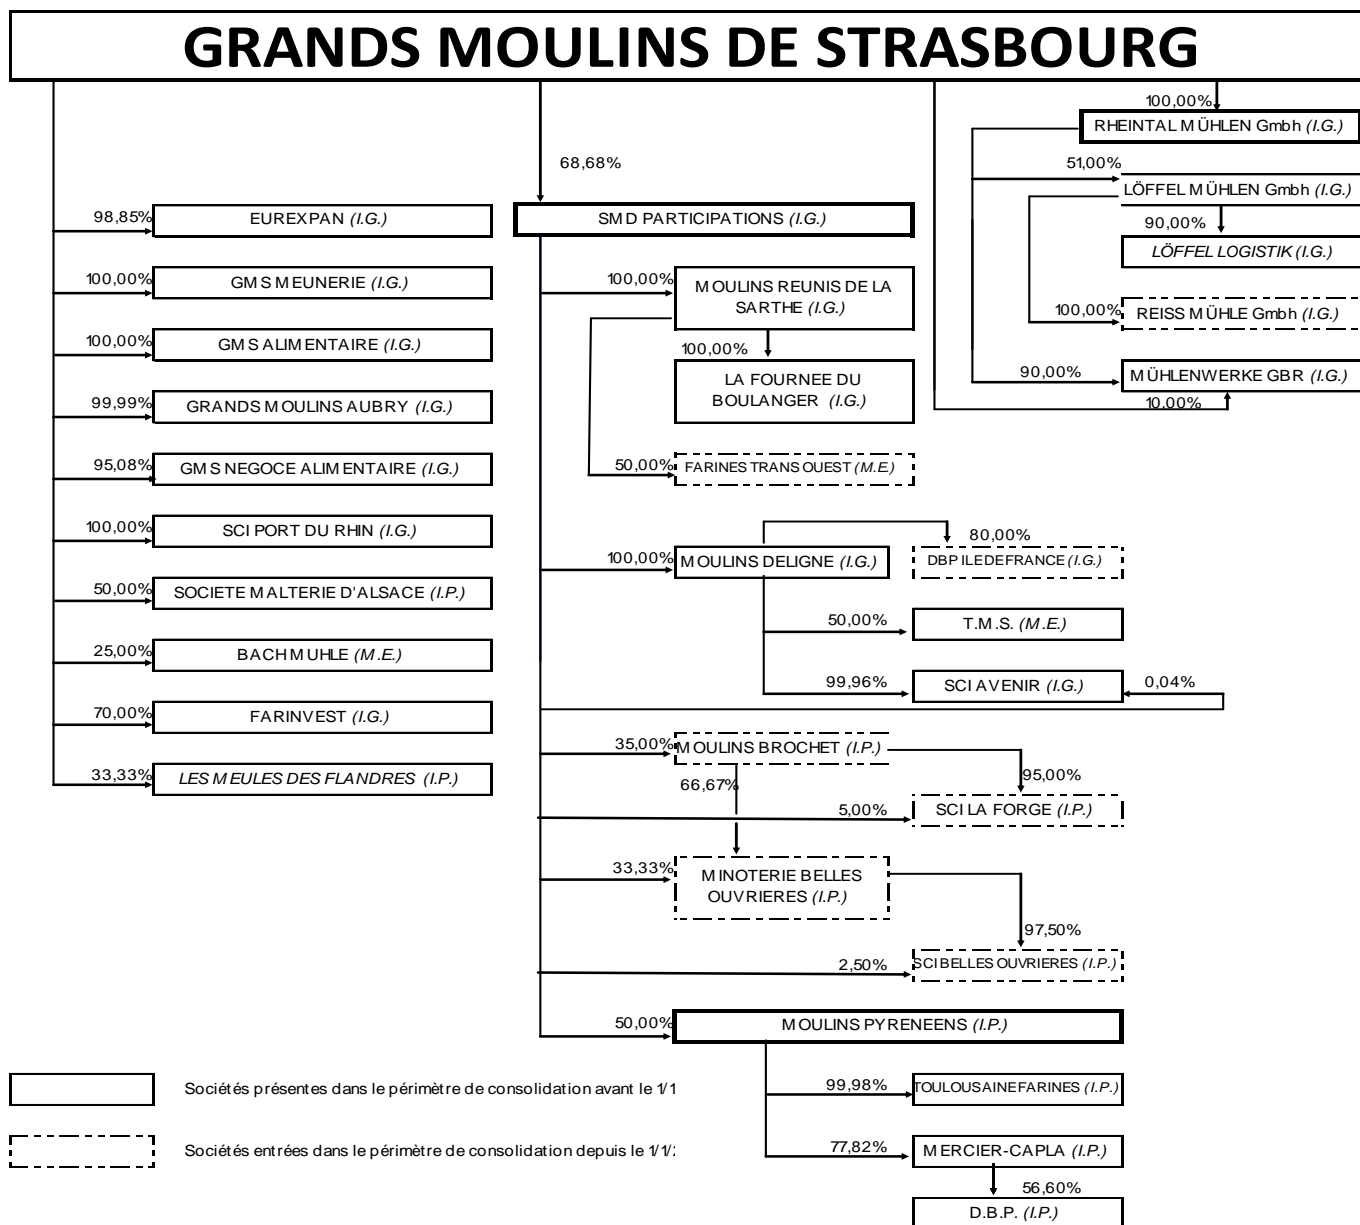 GRANDS MOULINS DE STRASBOURG
98,85%
EUREXPAN (I.G.)
100,00%
GMS MEUNERIE (I.G.)
100,00%
GMS ALIMENTAIRE (I.G.)
99,99%
GRANDS MOULINS AUBRY (I.G.)
95,08%
GMS NEGOCE ALIMENTAIRE (I.G.)
100,00%
SCI PORT DU RHIN (I.G.)
50,00%
SOCIETE MALTERIE D'ALSACE (I.P.)
25,00%
BACHMUHLE (M.E.)
70,00%
FARINVEST (I.G.)
33,33%
LES MEULES DES FLANDRES (I.P.)
68,68%
SMD PARTICIPATIONS (I.G.)
100,00%
MOULINS REUNIS DE LA
SARTHE (I.G.)
100,00%
LA FOURNEE DU
BOULANGER (I.G.)
50,00%
FARINES TRANS OUEST (M.E.)
100,00%
MOULINS DELIGNE (I.G.)
80,00%
DBP ILE DE FRANCE (I.G.)
50,00%
T.M.S. (M.E.)
99,96%
SCI AVENIR (I.G.)
0,04%
35,00%
MOULINS BROCHET (I.P.)
66,67%
95,00%
5,00%
SCI LA FORGE (I.P.)
33,33%
MINOTERIE BELLES
OUVRIERES (I.P.)
97,50%
2,50%
SCI BELLES OUVRIERES (I.P.)
50,00%
MOULINS PYRENEENS (I.P.)
99,98%
TOULOUSAINE FARINES (I.P.)
77,82%
MERCIER-CAPLA (I.P.)
56,60%
D.B.P. (I.P.)
100,00%
RHEINTAL MÜHLEN Gmbh (I.G.)
51,00%
LÖFFEL MÜHLEN Gmbh (I.G.)
90,00%
LÖFFEL LOGISTIK (I.G.)
100,00%
REISS MÜHLE Gmbh (I.G.)
90,00%
MÜHLENWERKE GBR (I.G.)
10,00%
Sociétés présentes dans le périmètre de consolidation avant le 1/1
Sociétés entrées dans le périmètre de consolidation depuis le 1/1/